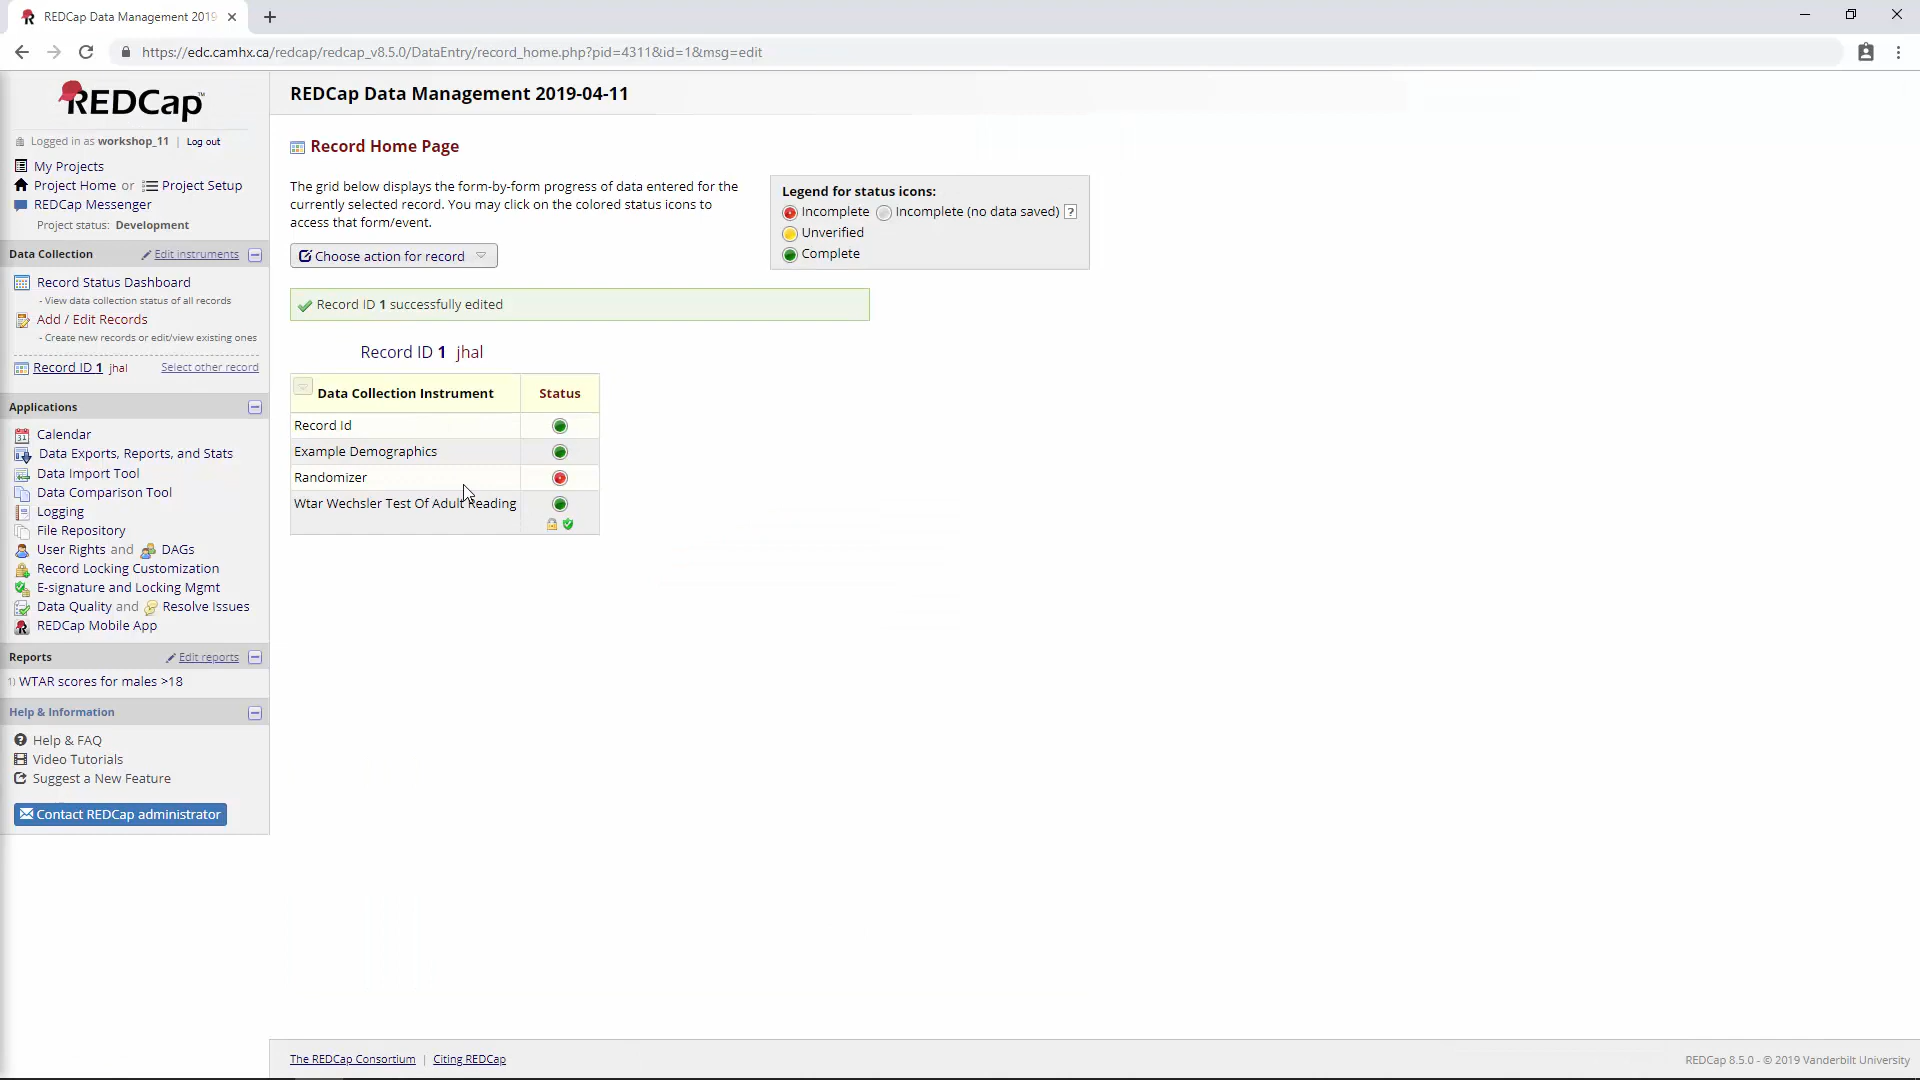 REDCap Data Management 2019
https://edc.camhx.ca/redcap/redcap_v8.5.0/DataEntry/record_home.php?pid=4311&id=1&msg=edit
REDCap™
Logged in as workshop_11 | Log out
My Projects
Project Home or Project Setup
REDCap Messenger
Project status: Development
Data Collection Edit instruments
Record Status Dashboard
- View data collection status of all records
Add / Edit Records
- Create new records or edit/view existing ones
Record ID 1 jhal Select other record
Applications
Calendar
Data Exports, Reports, and Stats
Data Import Tool
Data Comparison Tool
Logging
File Repository
User Rights and DAGs
Record Locking Customization
E-signature and Locking Mgmt
Data Quality and Resolve Issues
REDCap Mobile App
Reports Edit reports
1) WTAR scores for males >18
Help & Information
Help & FAQ
Video Tutorials
Suggest a New Feature
Contact REDCap administrator
REDCap Data Management 2019-04-11
Record Home Page
The grid below displays the form-by-form progress of data entered for the
currently selected record. You may click on the colored status icons to
access that form/event.
Legend for status icons:
Incomplete Incomplete (no data saved) ?
Unverified
Complete
Choose action for record
Record ID 1 successfully edited
Record ID 1 jhal
Data Collection Instrument Status
Record Id
Example Demographics
Randomizer
Wtar Wechsler Test Of Adult Reading
The REDCap Consortium | Citing REDCap
REDCap 8.5.0 - © 2019 Vanderbilt University